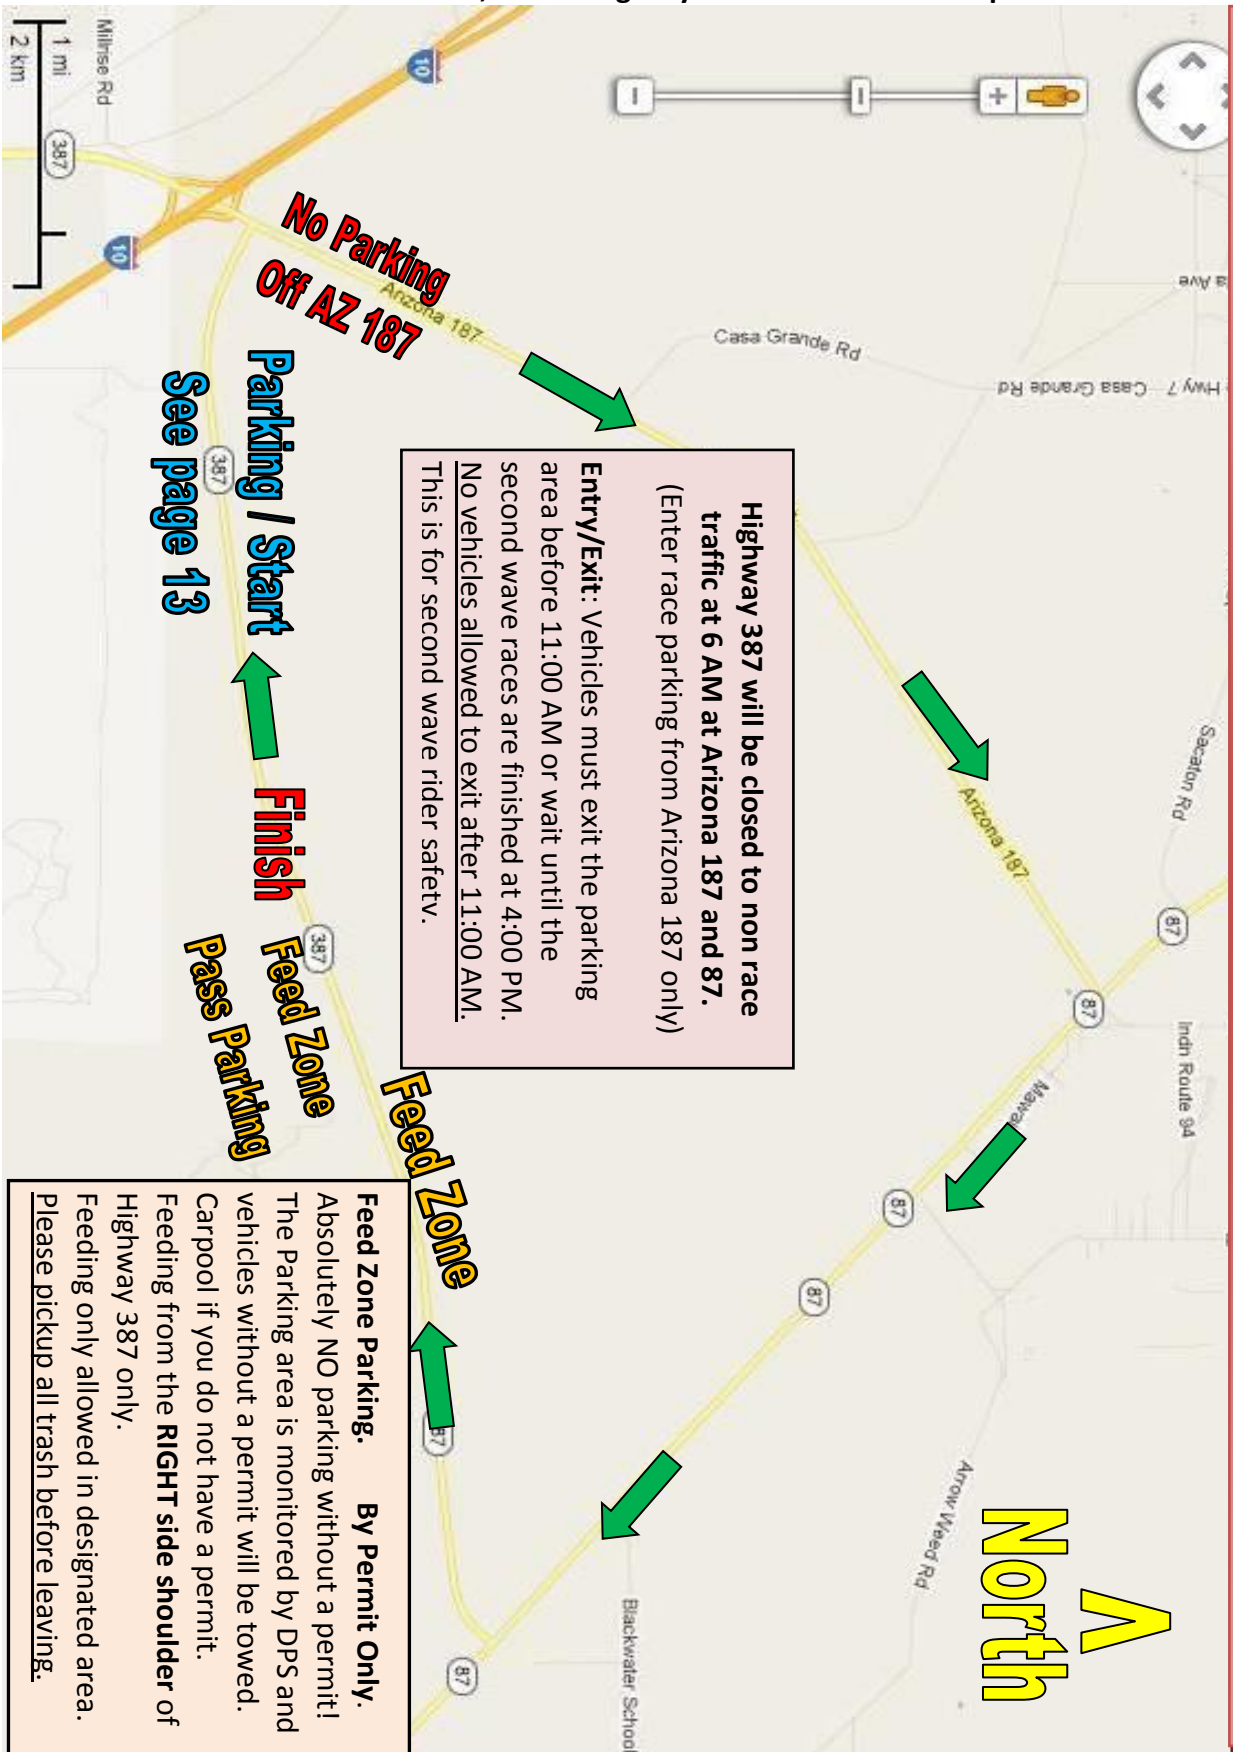 No Parking
Off AZ 187
Parking / Start
See page 13
Finish
Feed Zone
Pass Parking
Feed Zone
Highway 387 will be closed to non race
traffic at 6 AM at Arizona 187 and 87.
(Enter race parking from Arizona 187 only)
Entry/Exit: Vehicles must exit the parking
area before 11:00 AM or wait until the
second wave races are finished at 4:00 PM.
No vehicles allowed to exit after 11:00 AM.
This is for second wave rider safety.
Feed Zone Parking. By Permit Only.
Absolutely NO parking without a permit!
The Parking area is monitored by DPS and
vehicles without a permit will be towed.
Carpool if you do not have a permit.
Feeding from the RIGHT side shoulder of
Highway 387 only.
Feeding only allowed in designated area.
Please pickup all trash before leaving.
Λ
North
Millrise Rd
1 mi
2 km
387
10
10
Arizona 187
Casa Grande Rd
Hwy 7
Casa Grande Rd
a Ave
Sacaton Rd
Arizona 187
87
87
Indn Route 94
87
87
Arrow Weed Rd
Blackwater School
87
87
387
387